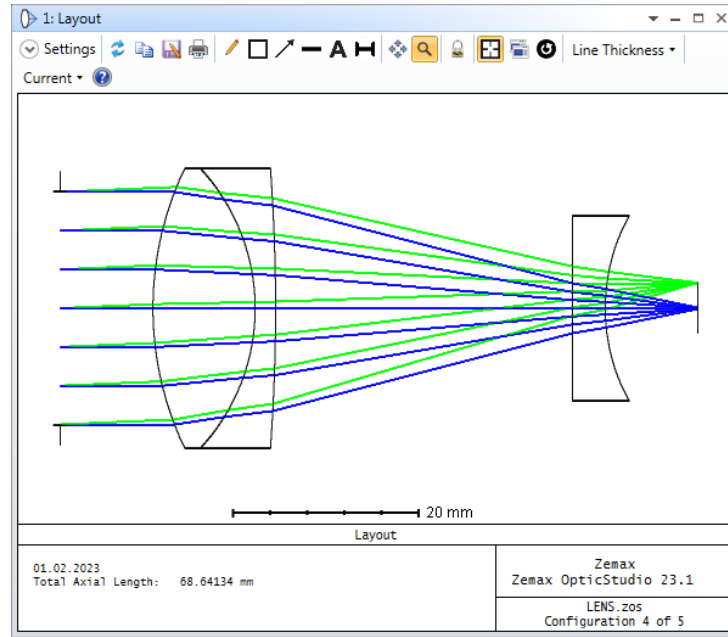 1: Layout
Settings
A
Line Thickness
Current
?
20 mm
Layout
01.02.2023
Total Axial Length: 68.64134 mm
Zemax
Zemax OpticStudio 23.1
LENS.zos
Configuration 4 of 5